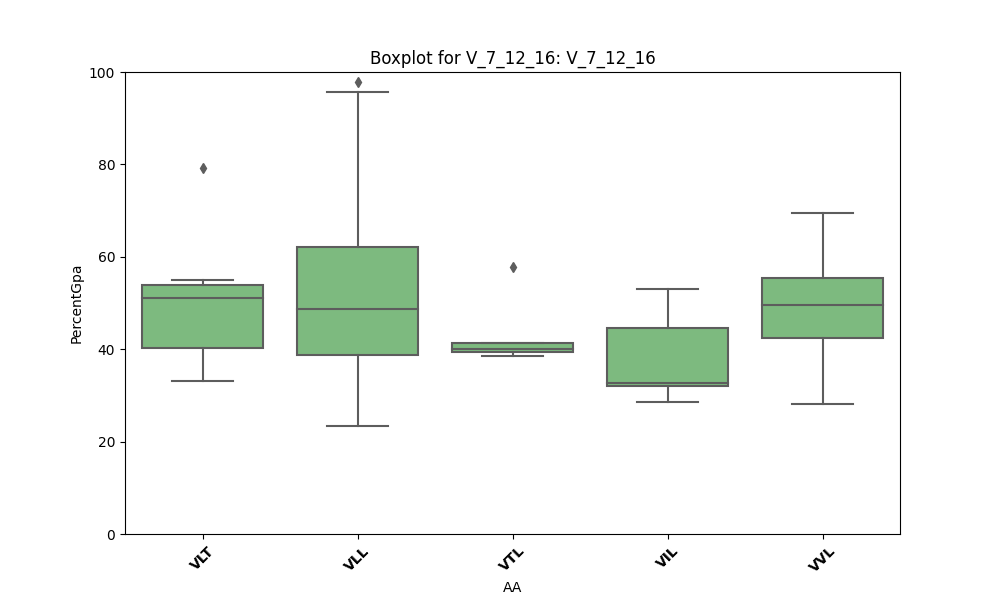 Boxplot for V_7_12_16: V_7_12_16
100
80
60
40
20
0
PercentGpa
VLT
VLL
VTL
VIL
VVL
AA